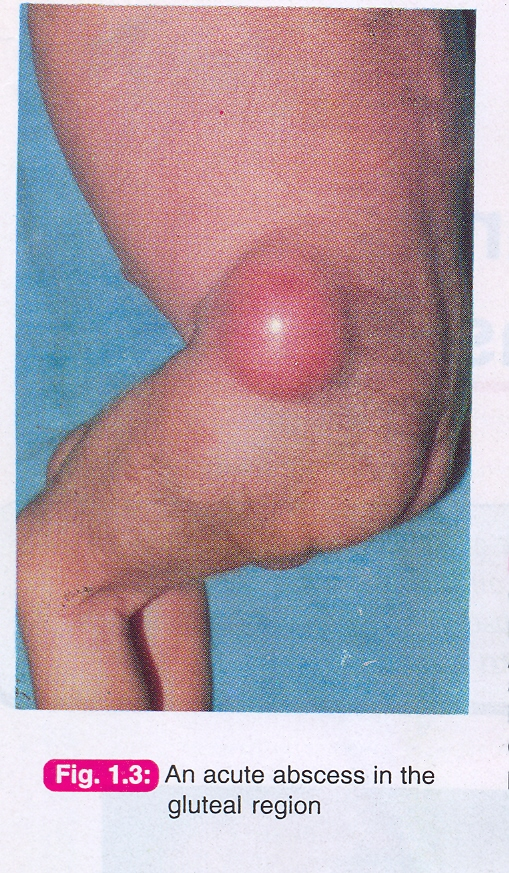 Fig. 1.3: An acute abscess in the
gluteal region